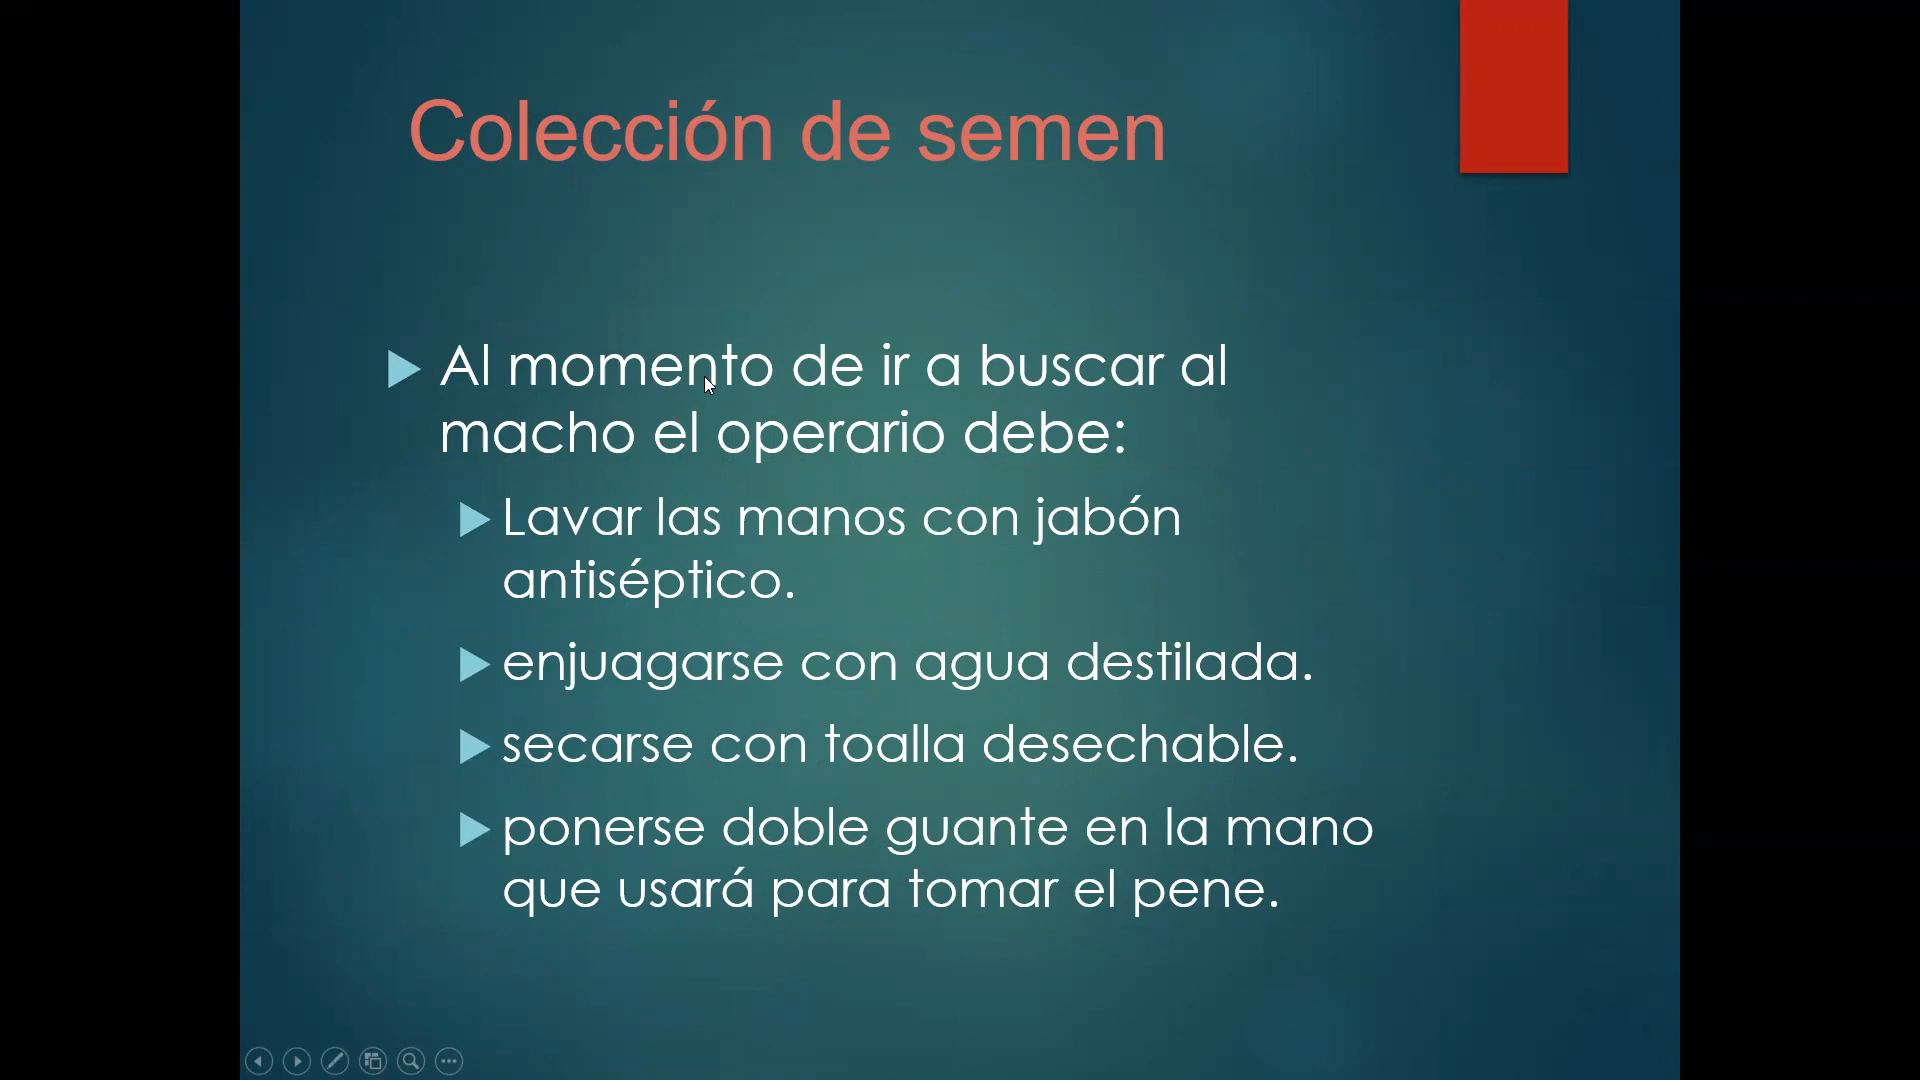 Colección de semen
Al momento de ir a buscar al
macho el operario debe:
Lavar las manos con jabón
antiséptico.
enjuagarse con agua destilada.
secarse con toalla desechable.
ponerse doble guante en la mano
que usará para tomar el pene.